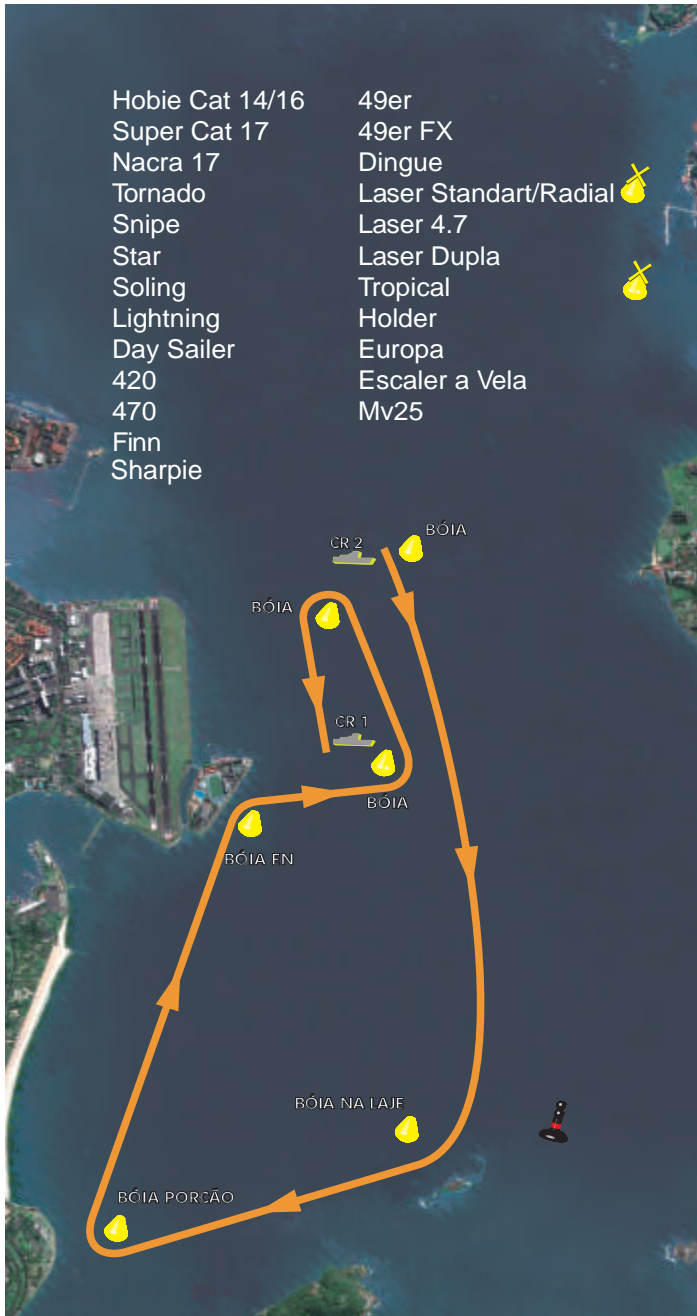 Hobie Cat 14/16
Super Cat 17
Nacra 17
Tornado
Snipe
Star
Soling
Lightning
Day Sailer
420
470
Finn
Sharpie
49er
49er FX
Dingue
Laser Standart/Radial
Laser 4.7
Laser Dupla
Tropical
Holder
Europa
Escaler a Vela
Mv25
BÓIA
CR 2
BÓIA
CR 1
BÓIA
BÓIA EN
BÓIA NA LAJE
BÓIA PORCÃO